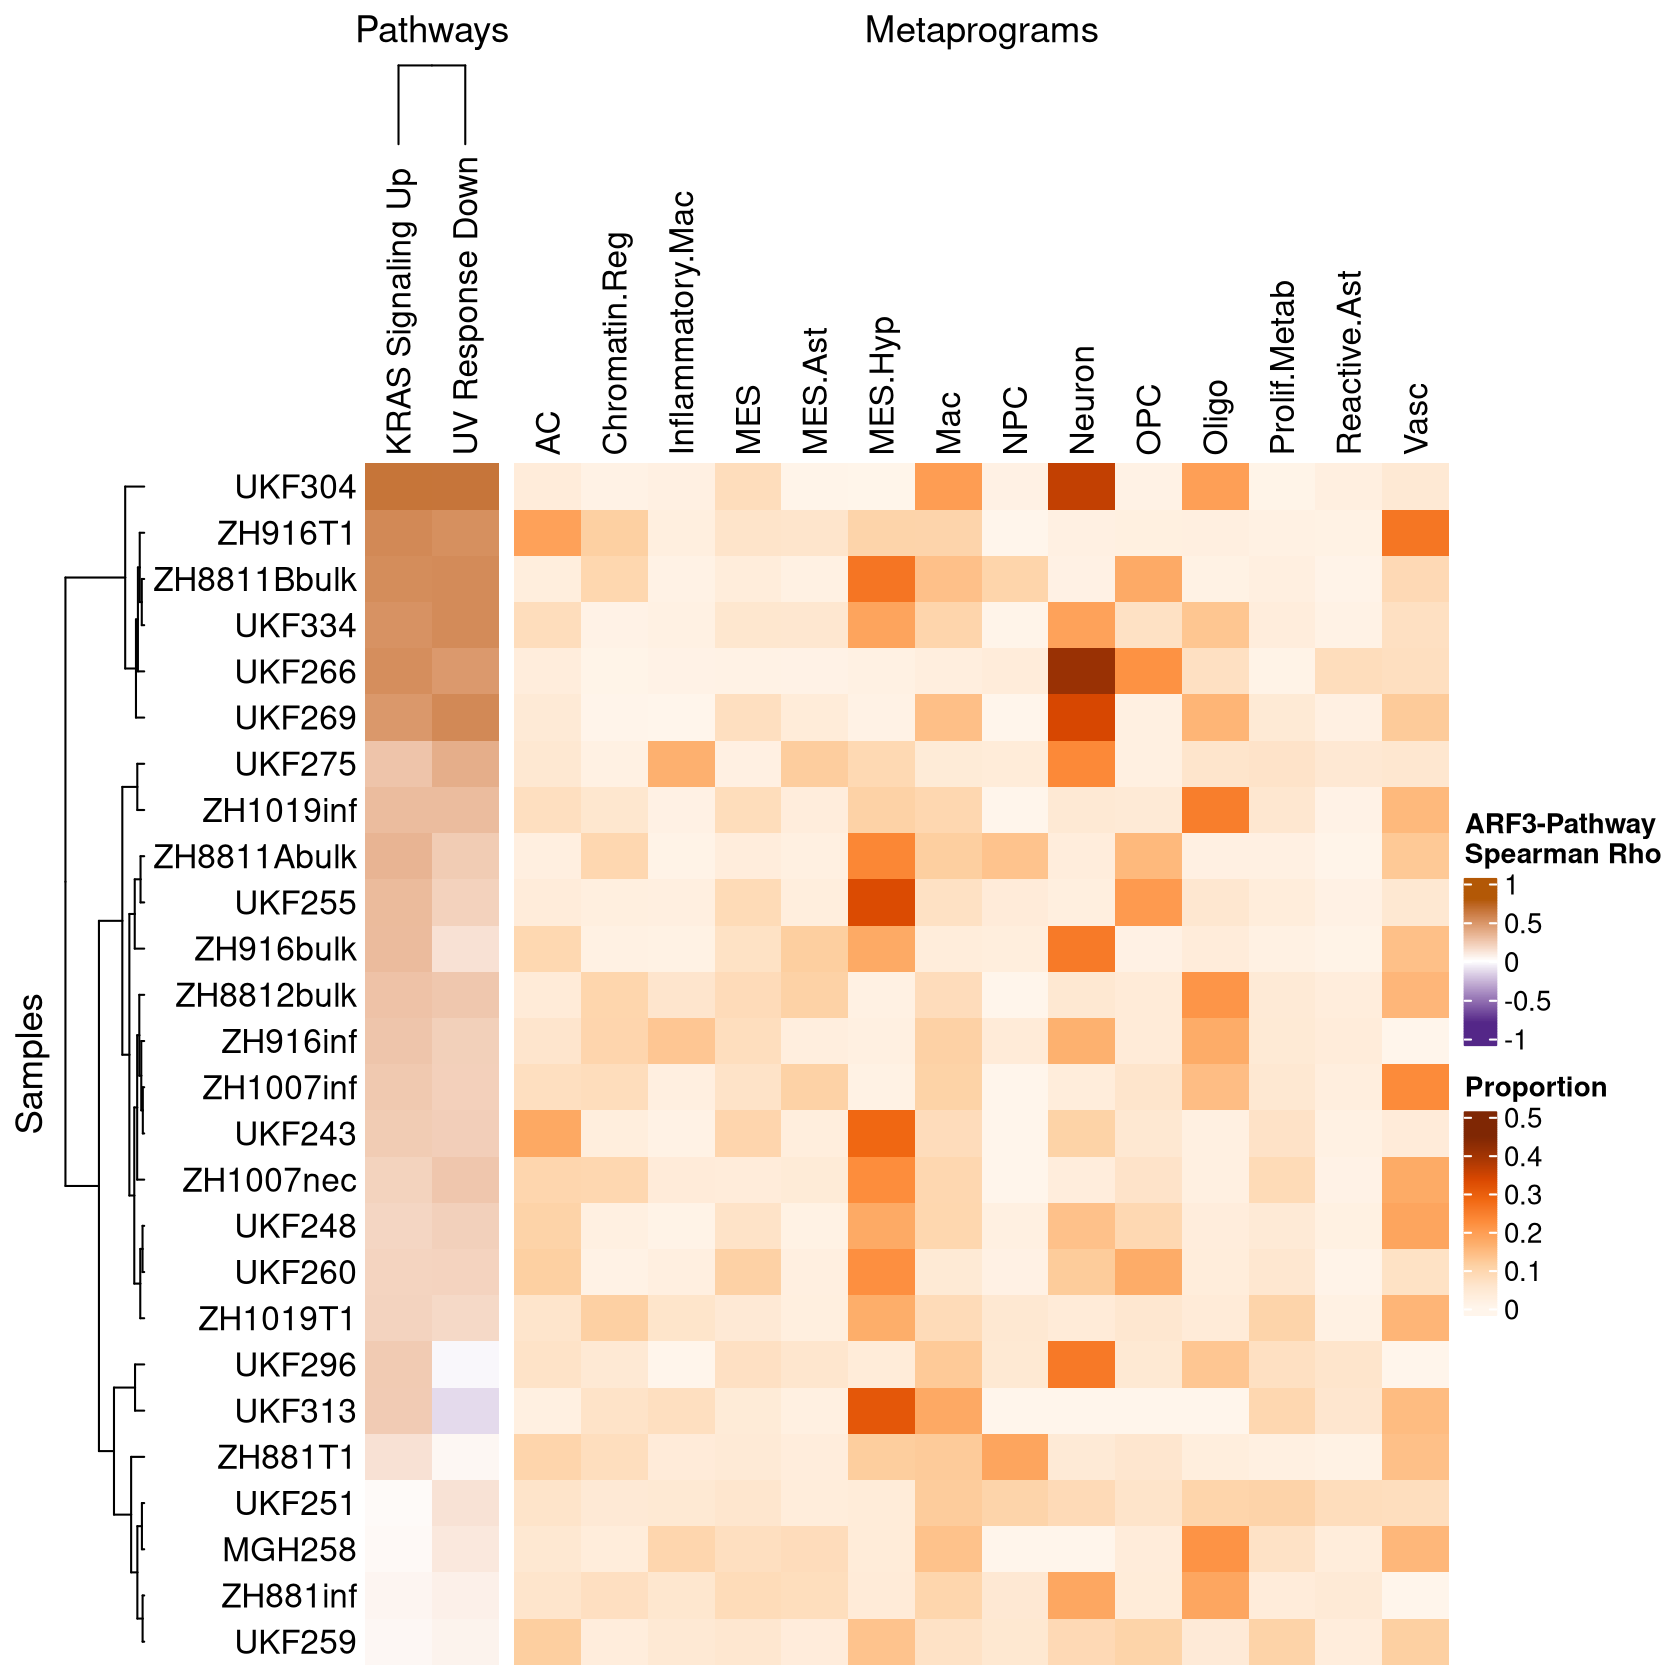 Pathways
Metaprograms
KRAS Signaling Up
UV Response Down
AC
Chromatin.Reg
Inflammatory.Mac
MES
MES.Ast
MES.Hyp
Mac
NPC
Neuron
OPC
Oligo
Prolif.Metab
Reactive.Ast
Vasc
Samples
UKF304
ZH916T1
ZH8811Bbulk
UKF334
UKF266
UKF269
UKF275
ZH1019inf
ZH8811Abulk
UKF255
ZH916bulk
ZH8812bulk
ZH916inf
ZH1007inf
UKF243
ZH1007nec
UKF248
UKF260
ZH1019T1
UKF296
UKF313
ZH881T1
UKF251
MGH258
ZH881inf
UKF259
ARF3-Pathway
Spearman Rho
1
0.5
0
-0.5
-1
Proportion
0.5
0.4
0.3
0.2
0.1
0